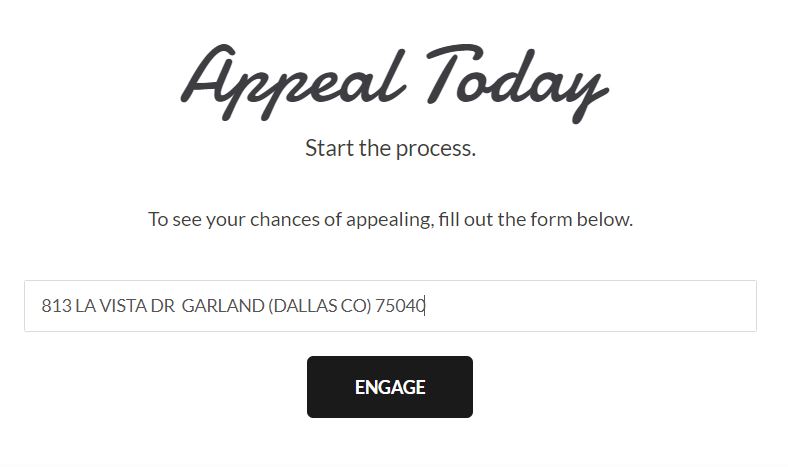 Appeal Today
Start the process.
To see your chances of appealing, fill out the form below.
813 LA VISTA DR  GARLAND (DALLAS CO) 75040
ENGAGE